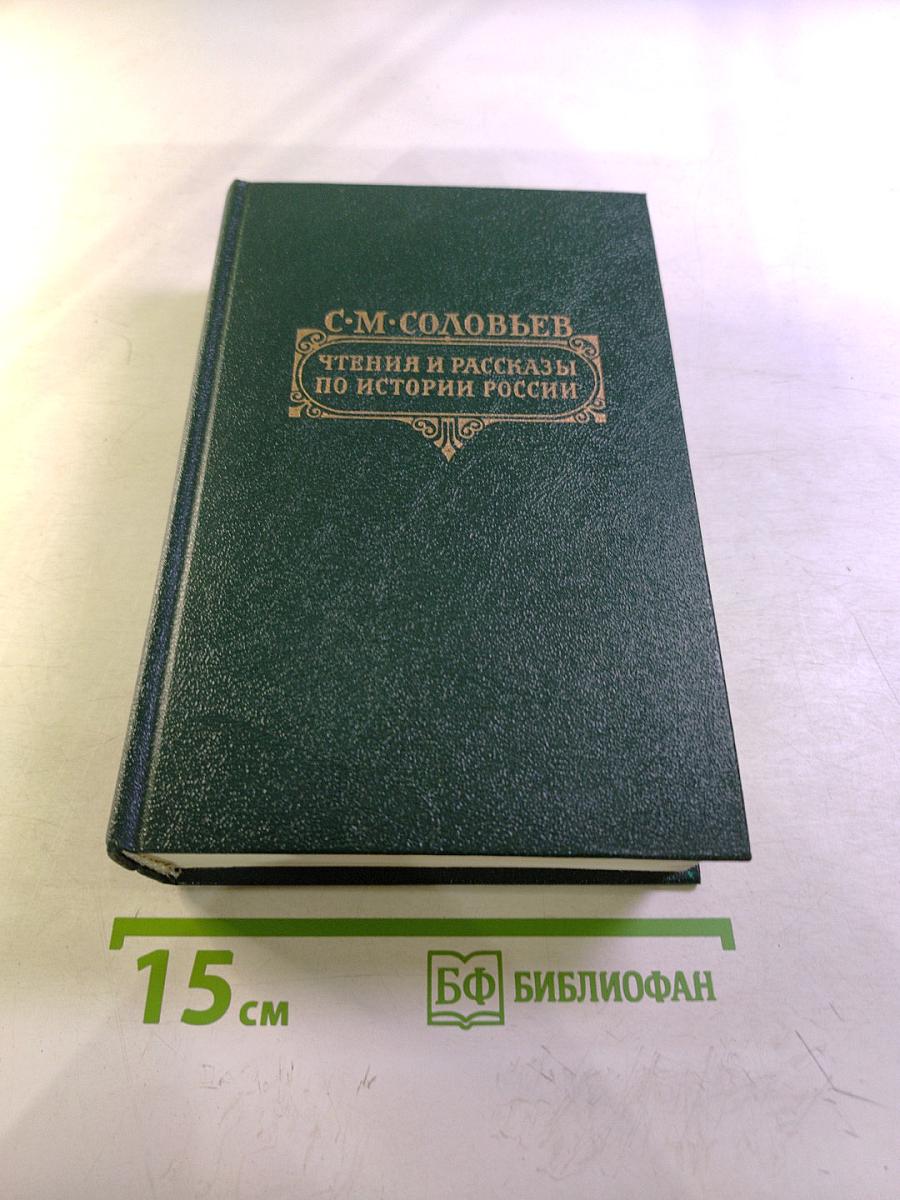 С·М·СОЛОВЬЕВ
ЧТЕНИЯ И РАССКАЗЫ
ПО ИСТОРИИ РОССИИ
15 см
БФ БИБЛИОФАН